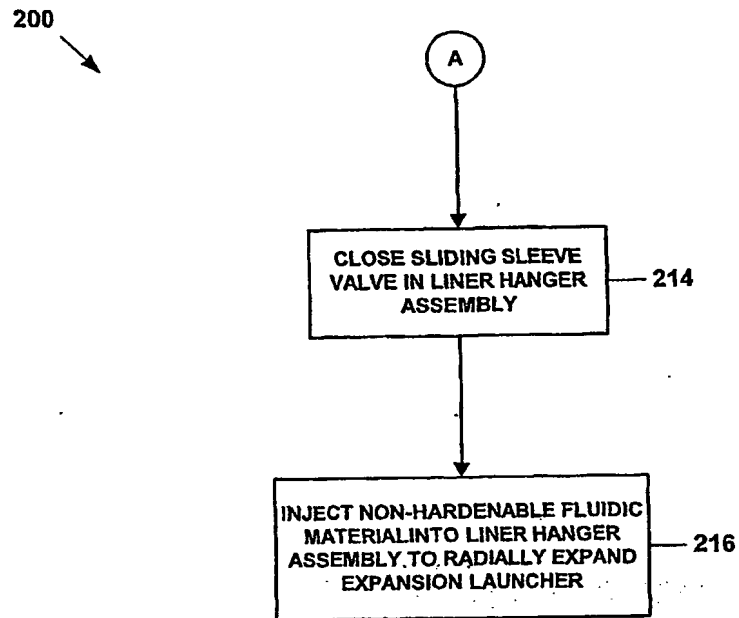 200
A
CLOSE SLIDING SLEEVE
VALVE IN LINER HANGER
ASSEMBLY
214
INJECT NON-HARDENABLE FLUIDIC
MATERIALINTO LINER HANGER
ASSEMBLY TO RADIALLY EXPAND
EXPANSION LAUNCHER
216